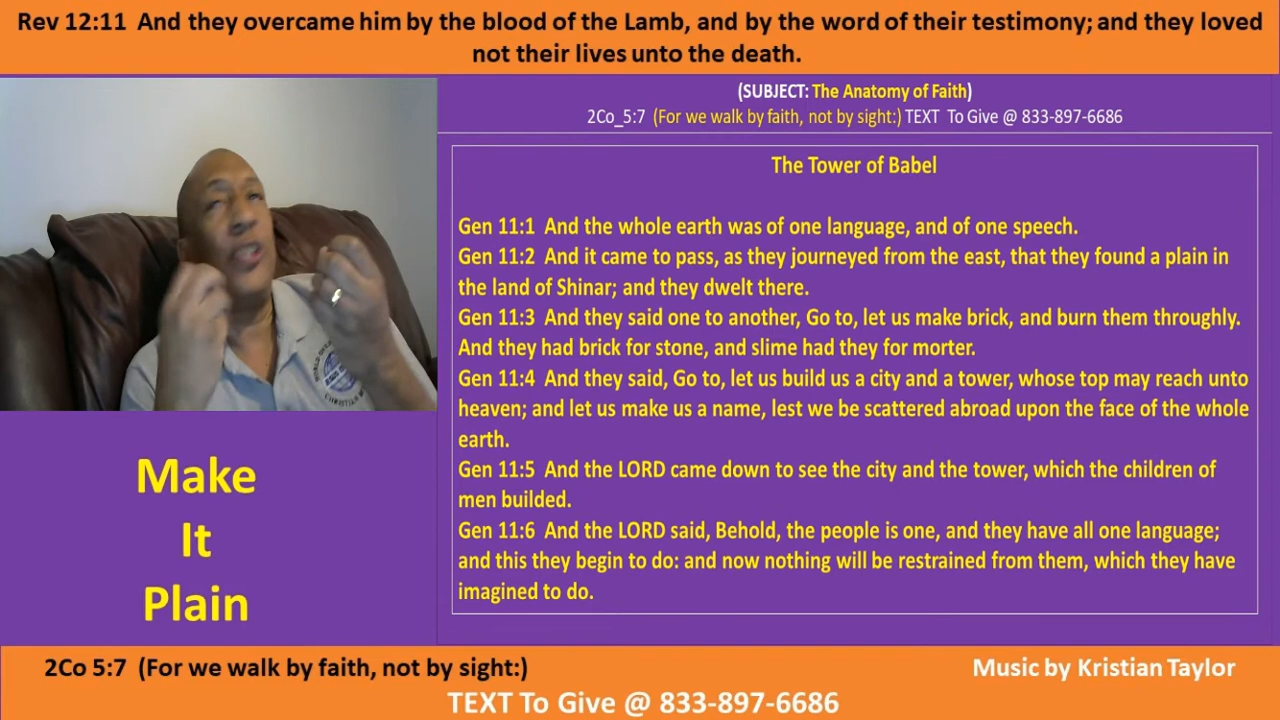 Rev 12:11 And they overcame him by the blood of the Lamb, and by the word of their testimony; and they loved
not their lives unto the death.
(SUBJECT: The Anatomy of Faith)
2Co_5:7 (For we walk by faith, not by sight:) TEXT To Give @ 833-897-6686
The Tower of Babel
Gen 11:1 And the whole earth was of one language, and of one speech.
Gen 11:2 And it came to pass, as they journeyed from the east, that they found a plain in
the land of Shinar; and they dwelt there.
Gen 11:3 And they said one to another, Go to, let us make brick, and burn them throughly.
And they had brick for stone, and slime had they for morter.
Gen 11:4 And they said, Go to, let us build us a city and a tower, whose top may reach unto
heaven; and let us make us a name, lest we be scattered abroad upon the face of the whole
earth.
Gen 11:5 And the LORD came down to see the city and the tower, which the children of
men builded.
Gen 11:6 And the LORD said, Behold, the people is one, and they have all one language;
and this they begin to do: and now nothing will be restrained from them, which they have
imagined to do.
Make
It
Plain
2Co 5:7 (For we walk by faith, not by sight:)
Music by Kristian Taylor
TEXT To Give @ 833-897-6686